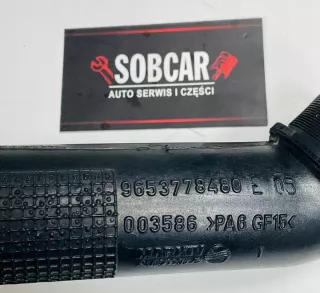 SOBCAR
AUTO SERWIS I CZĘŚCI
9653778480 E 05
003586 >PA6 GF15<